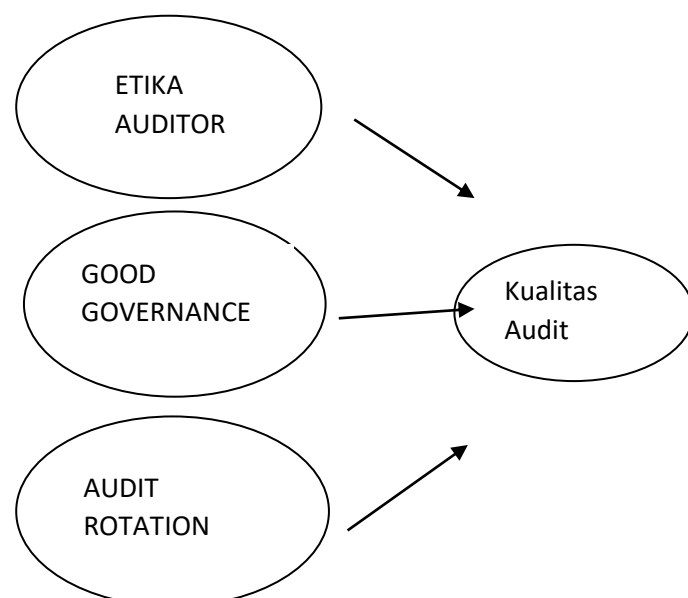 ETIKA
AUDITOR
GOOD
GOVERNANCE
Kualitas
Audit
AUDIT
ROTATION